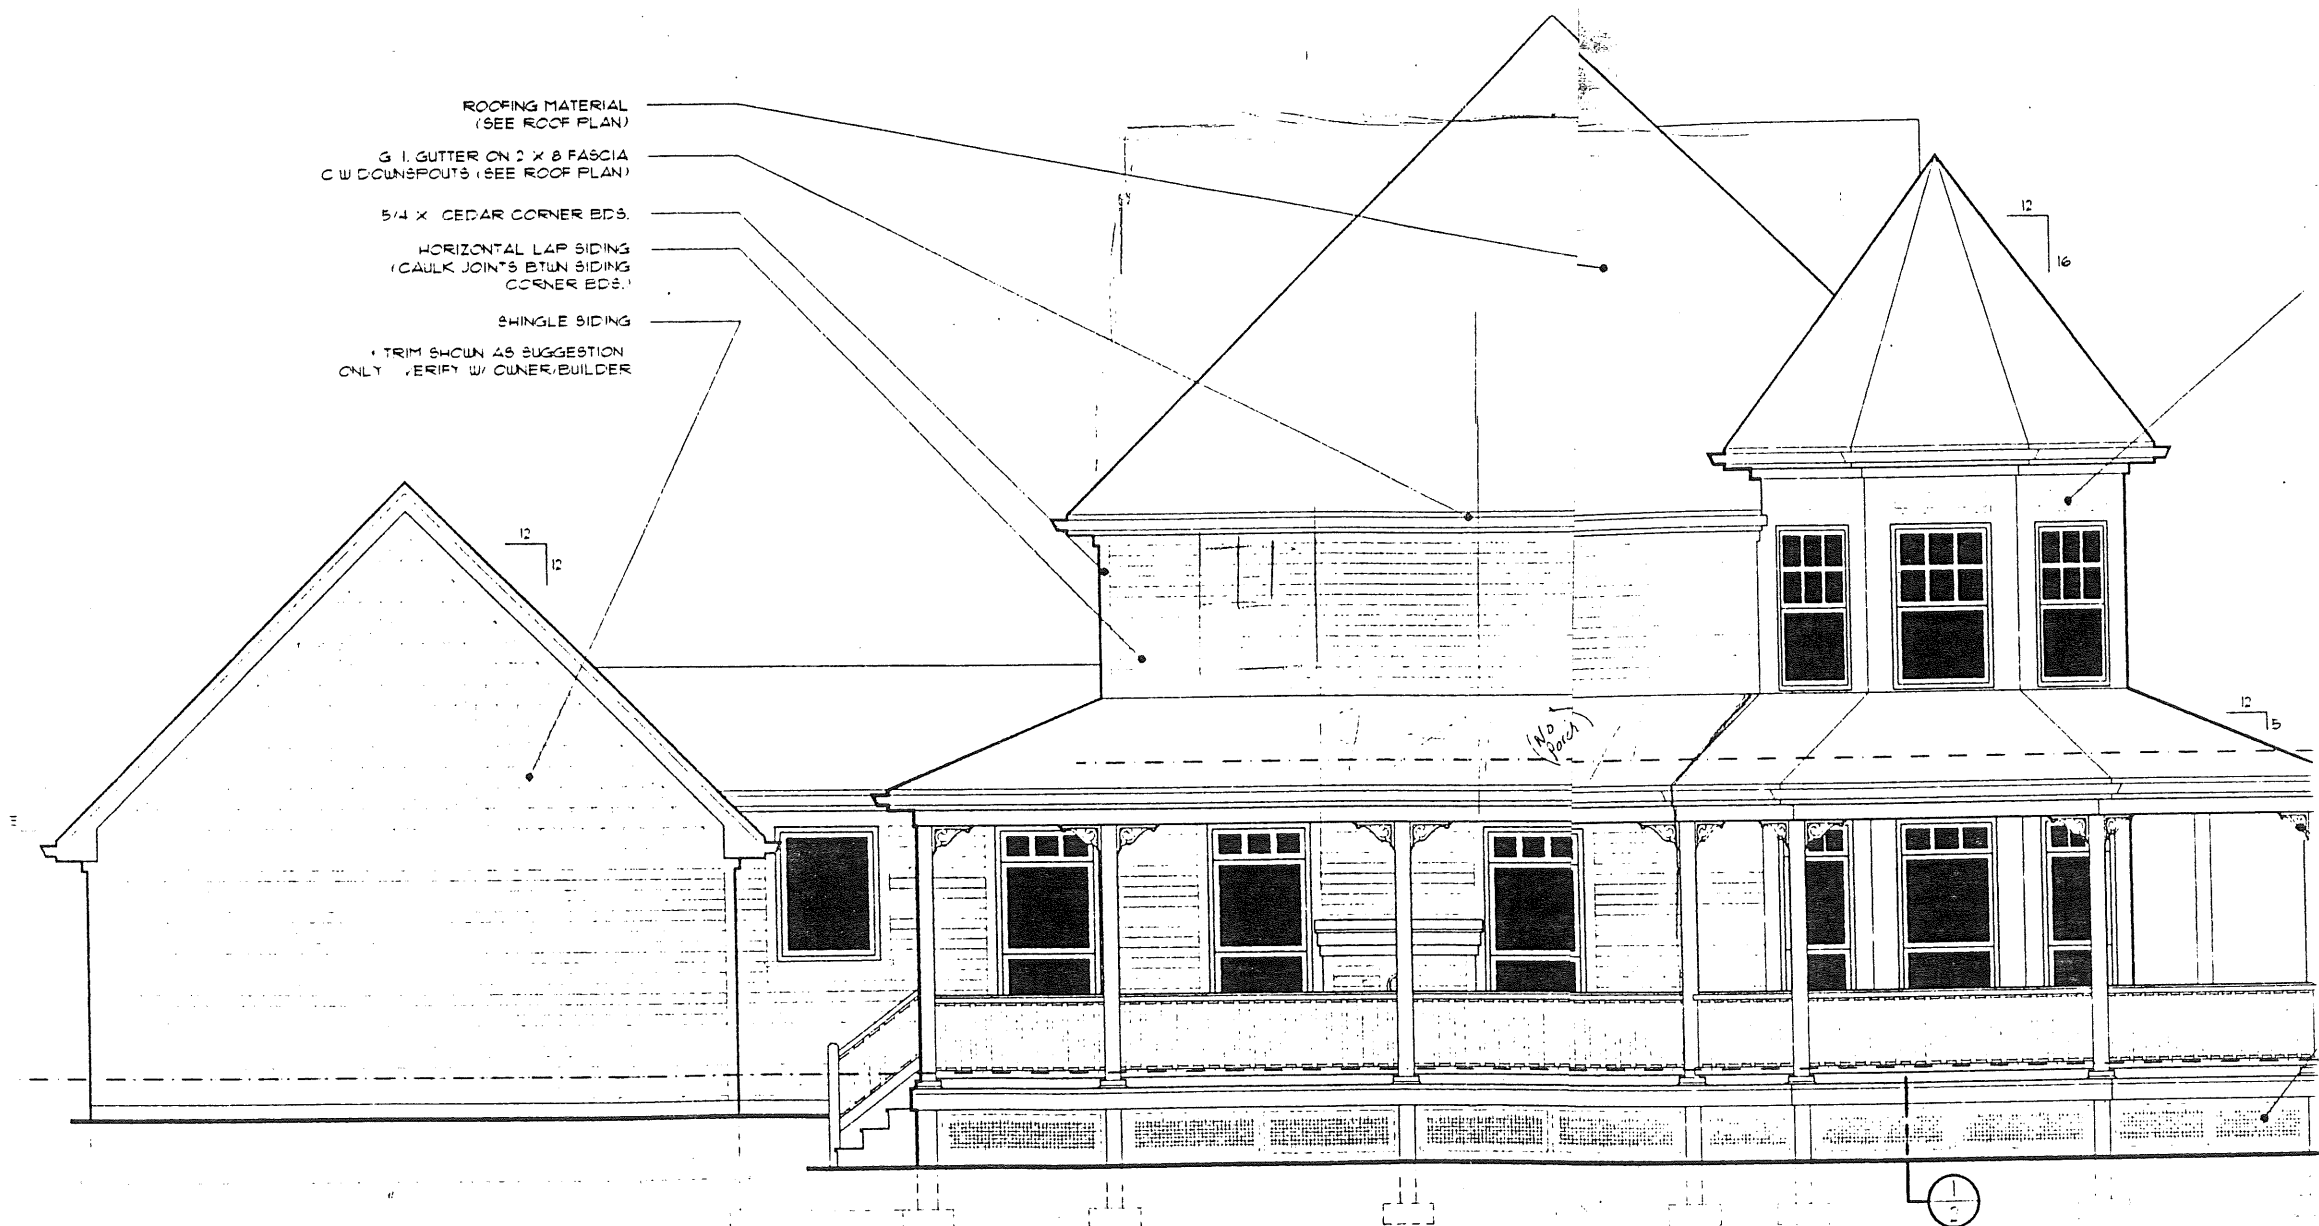 ROOFING MATERIAL
(SEE ROOF PLAN)
G.I. GUTTER ON 2 X 8 FASCIA
C W DOWNSPOUTS (SEE ROOF PLAN)
5/4 X CEDAR CORNER BDS.
HORIZONTAL LAP SIDING
(CAULK JOINTS BTWN SIDING
CORNER BDS.)
SHINGLE SIDING
TRIM SHOWN AS SUGGESTION
ONLY VERIFY W/ OWNER/BUILDER
12
16
12
12
12
5
(No
Porch)
1
2